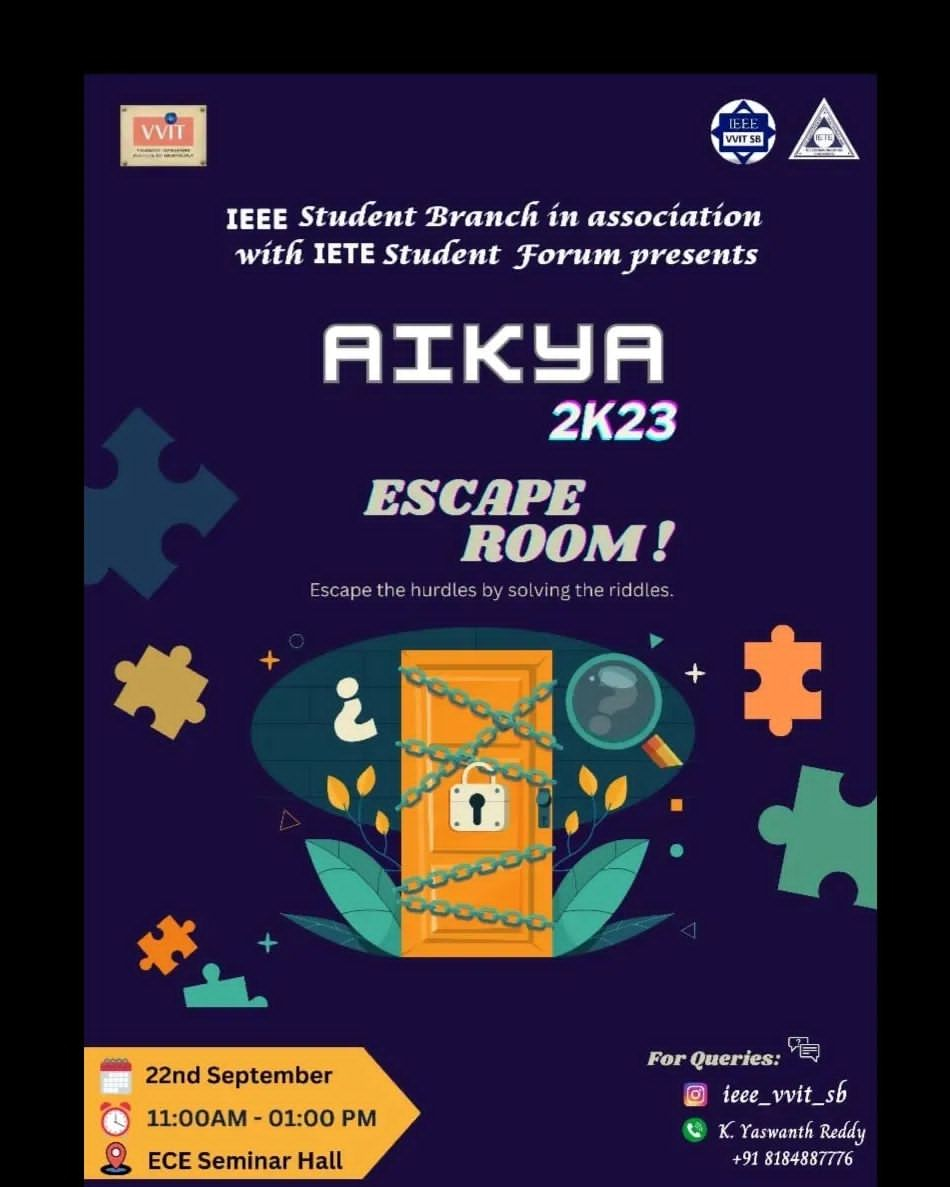 VVIT
IEEE
VVIT SB
IETE
IEEE Student Branch in association
with IETE Student Forum presents
AIKYA
2K23
ESCAPE
ROOM!
Escape the hurdles by solving the riddles.
22nd September
11:00AM - 01:00 PM
ECE Seminar Hall
For Queries:
ieee_vvit_sb
K. Yaswanth Reddy
+91 8184887776